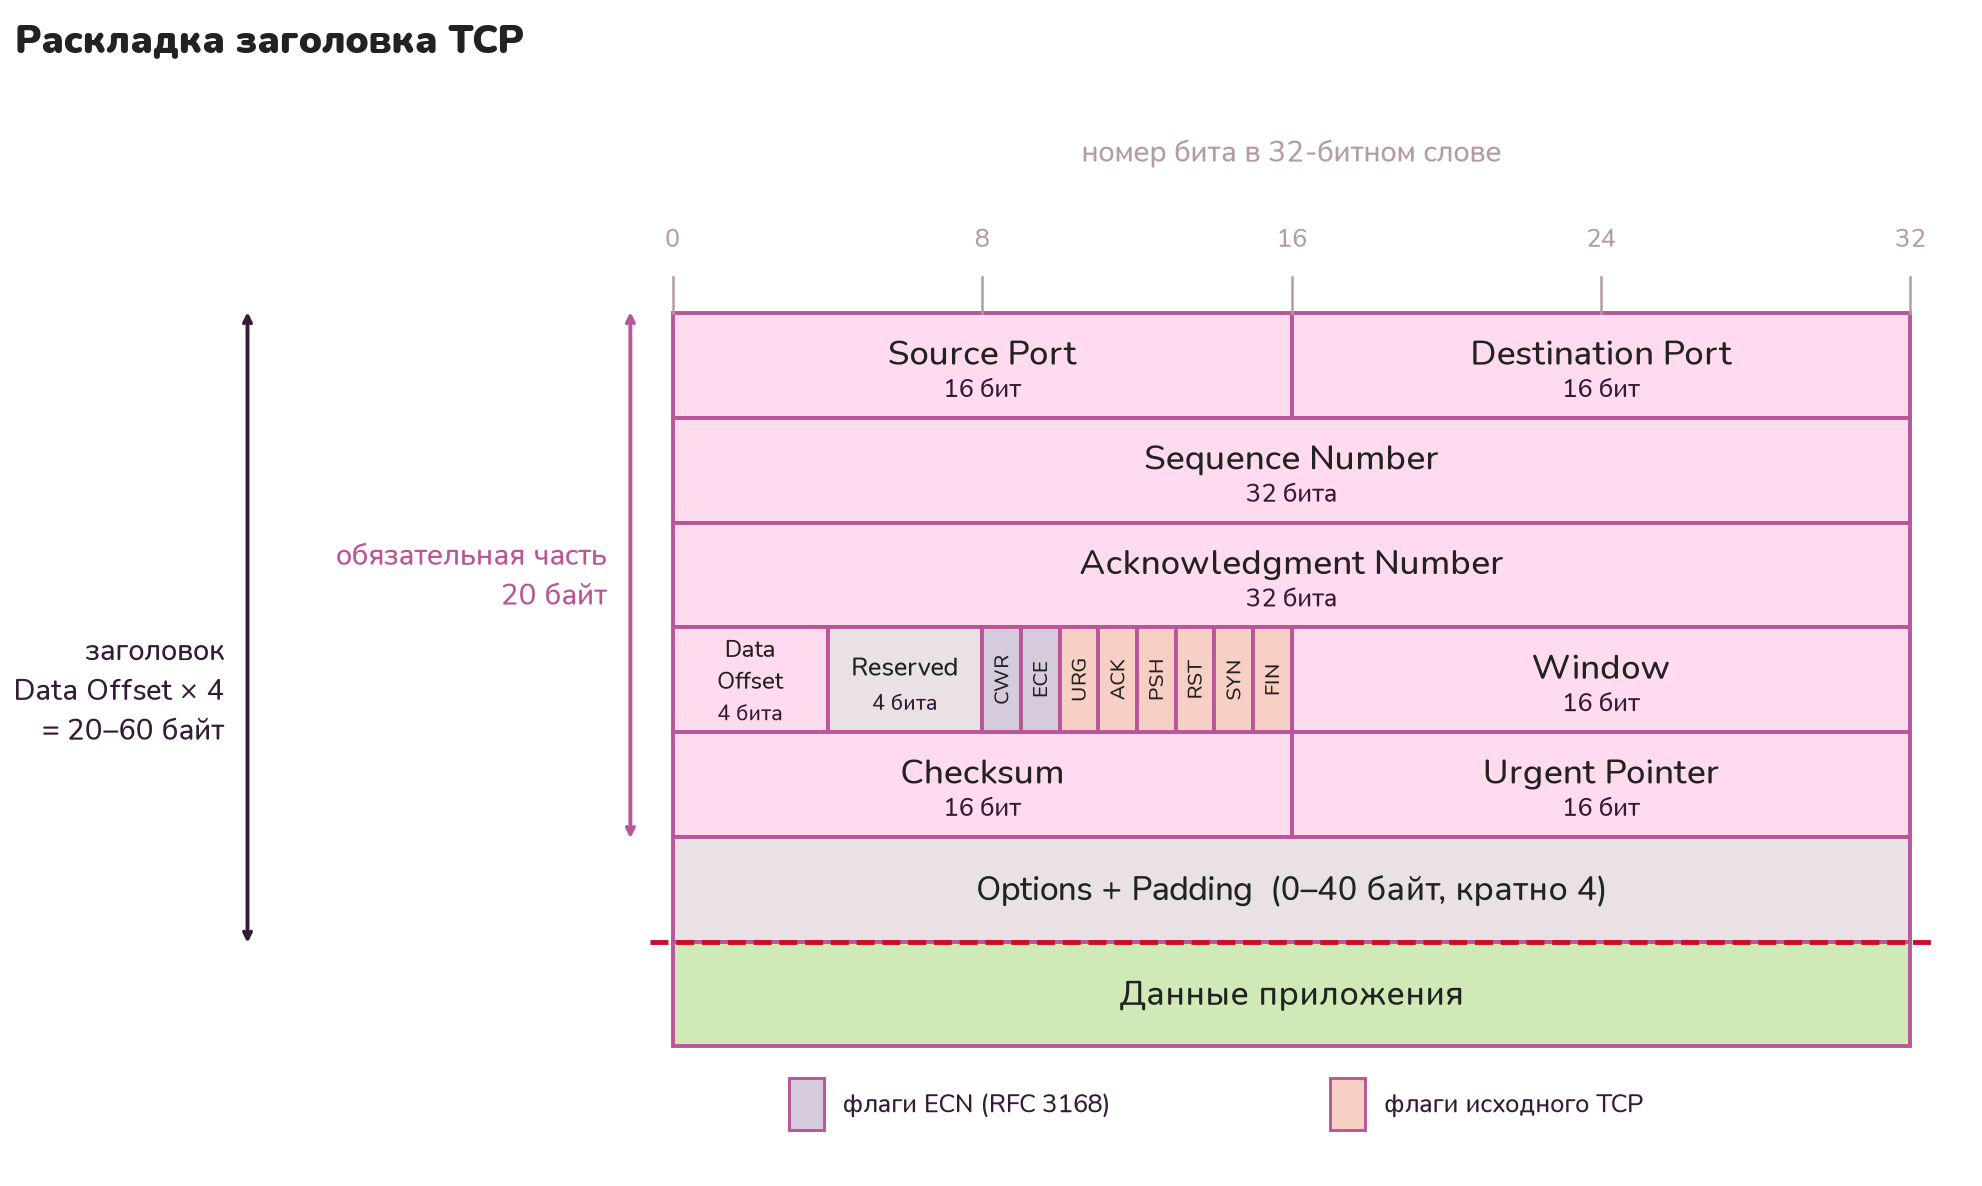 Раскладка заголовка TCP
номер бита в 32-битном слове
0 8 16 24 32
Source Port
16 бит
Destination Port
16 бит
Sequence Number
32 бита
Acknowledgment Number
32 бита
обязательная часть
20 байт
заголовок
Data Offset × 4
= 20–60 байт
Data
Offset
4 бита
Reserved
4 бита
CWR
ECE
URG
ACK
PSH
RST
SYN
FIN
Window
16 бит
Checksum
16 бит
Urgent Pointer
16 бит
Options + Padding (0–40 байт, кратно 4)
Данные приложения
флаги ECN (RFC 3168)
флаги исходного TCP